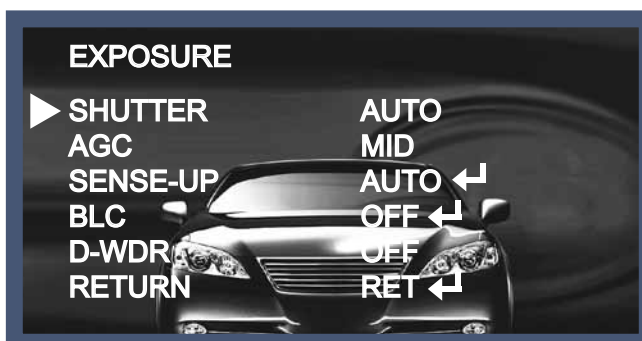 EXPOSURE
SHUTTER AUTO
AGC MID
SENSE-UP AUTO ↵
BLC OFF ↵
D-WDR OFF
RETURN RET ↵